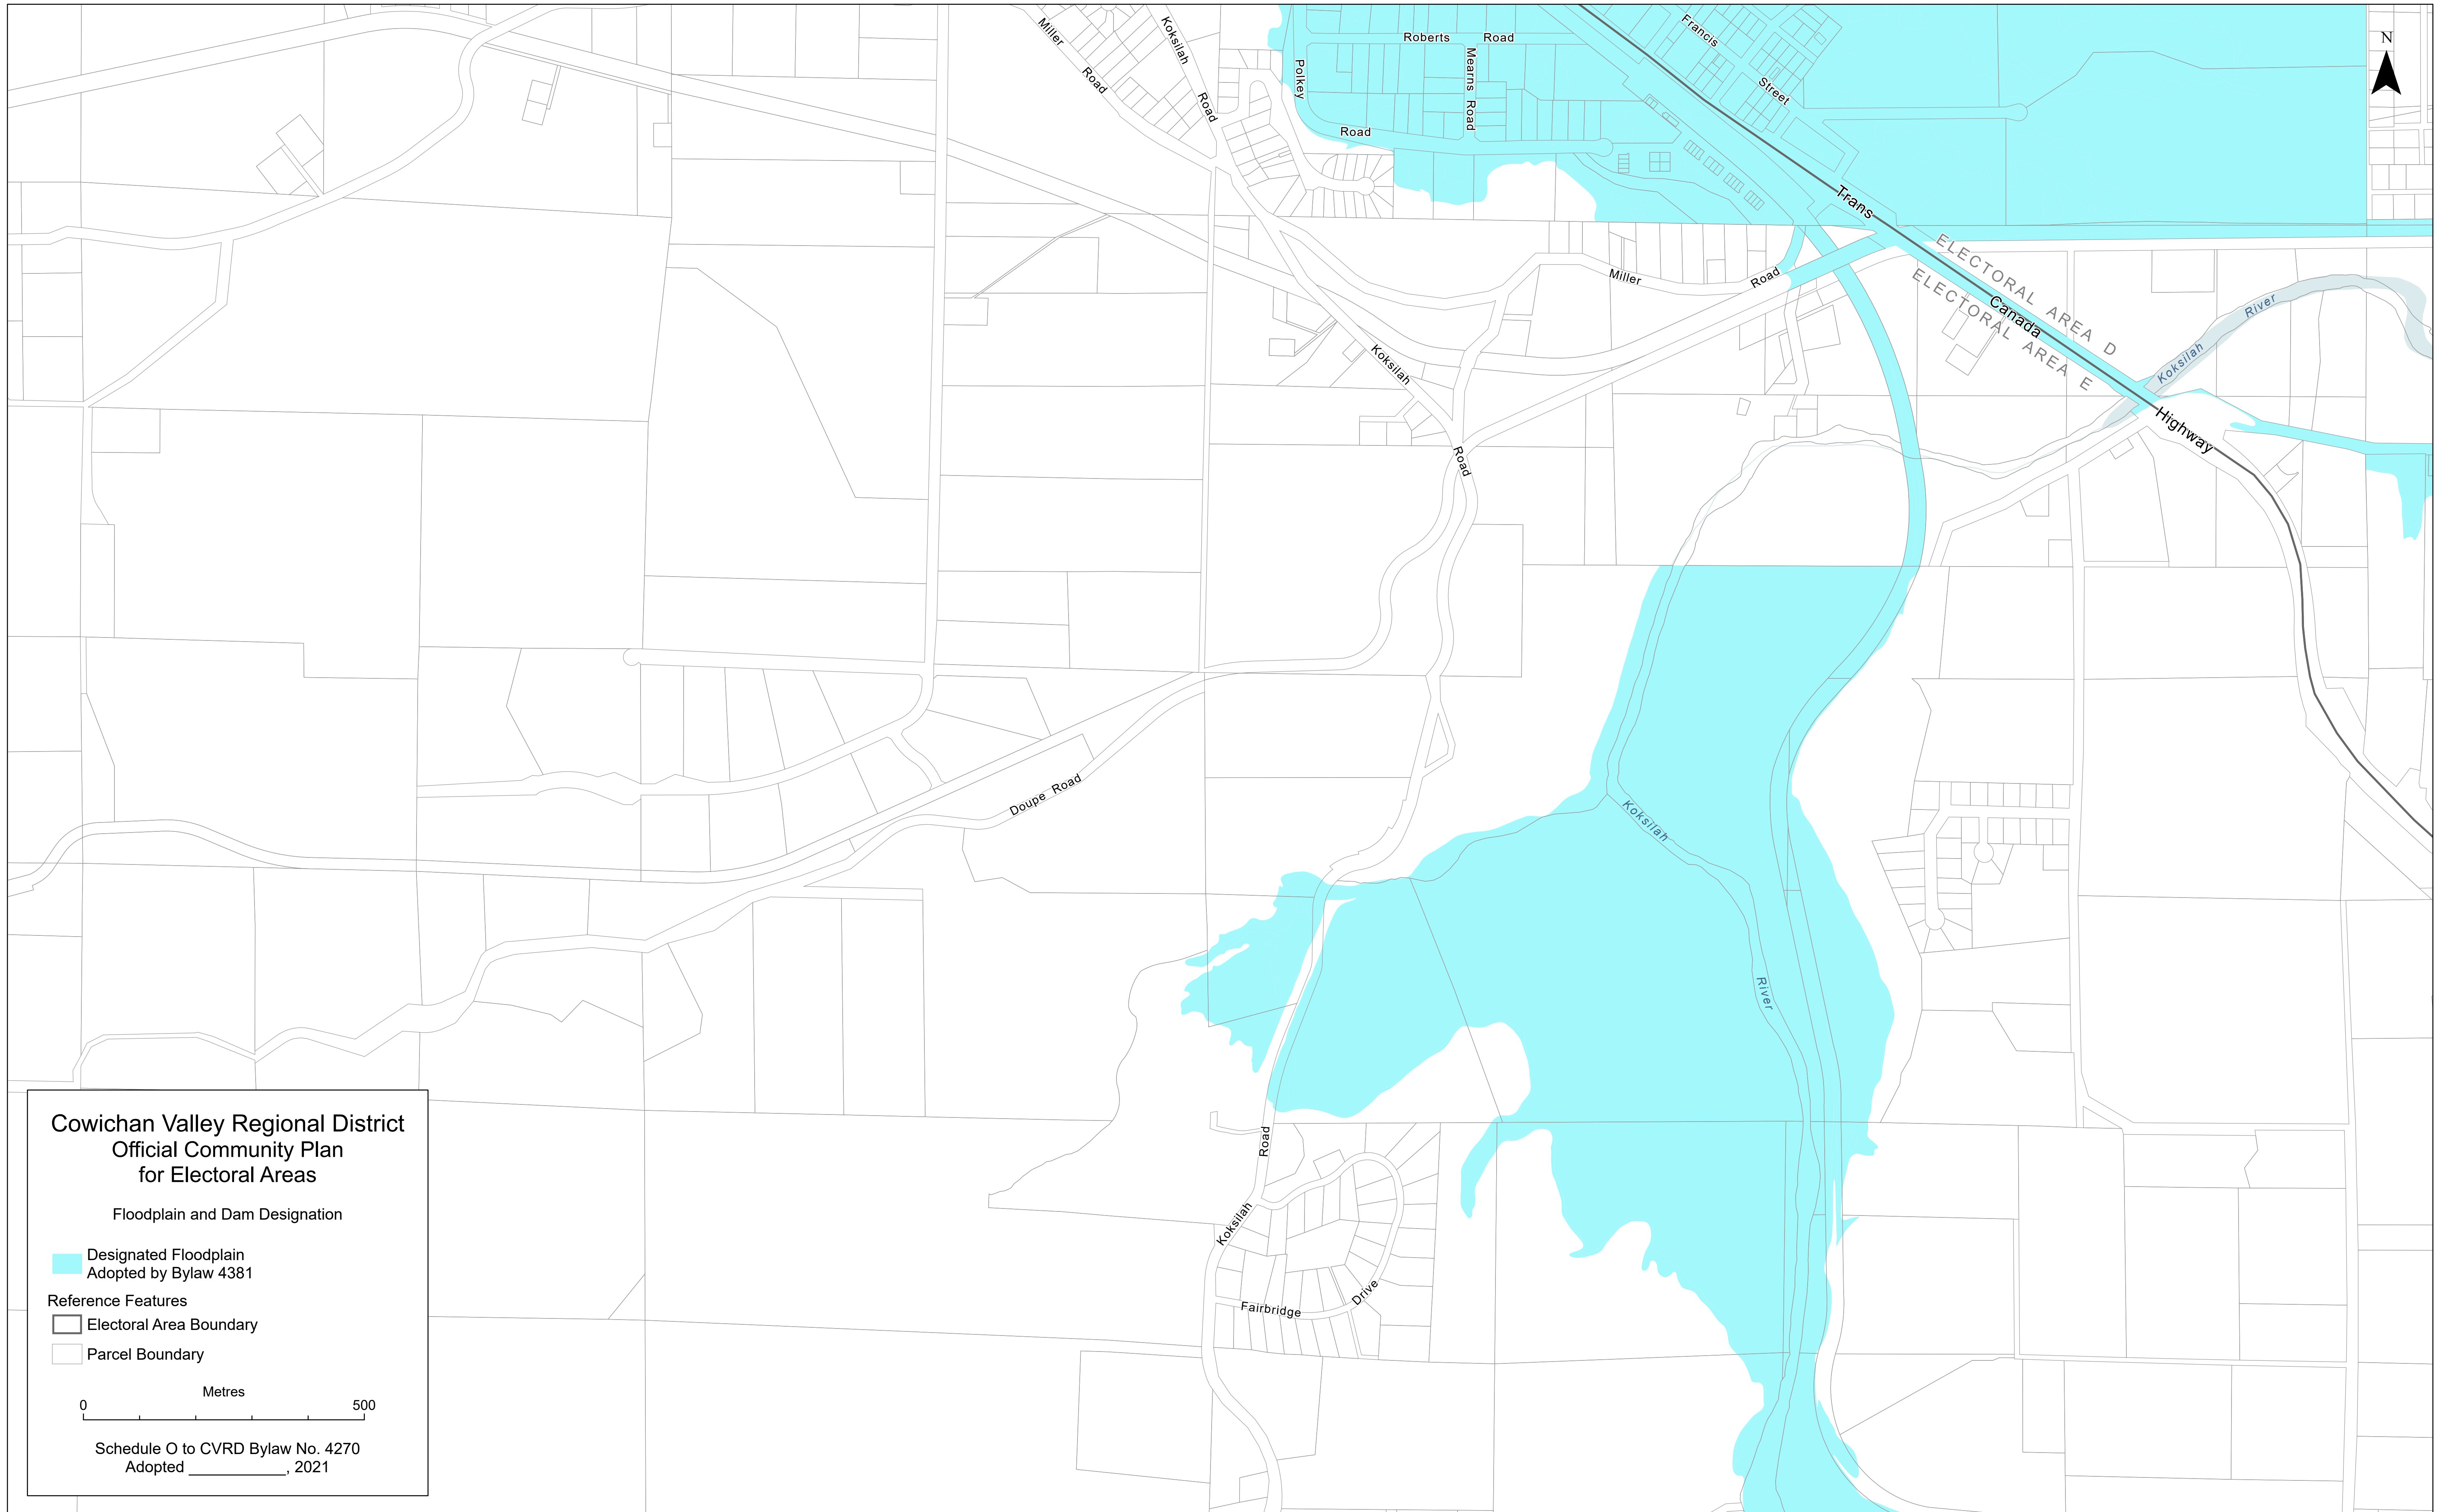 Miller
Road
Koksilah
Road
Polkey
Road
Roberts Road
Mearns Road
Francis
Street
N
Trans
Canada
Highway
ELECTORAL AREA D
ELECTORAL AREA E
Koksilah
River
Miller
Road
Koksilah
Road
Doupe Road
Koksilah
River
Road
Koksilah
Fairbridge
Drive
Cowichan Valley Regional District
Official Community Plan
for Electoral Areas
Floodplain and Dam Designation
Designated Floodplain
Adopted by Bylaw 4381
Reference Features
Electoral Area Boundary
Parcel Boundary
Metres
0 500
Schedule O to CVRD Bylaw No. 4270
Adopted ___________, 2021